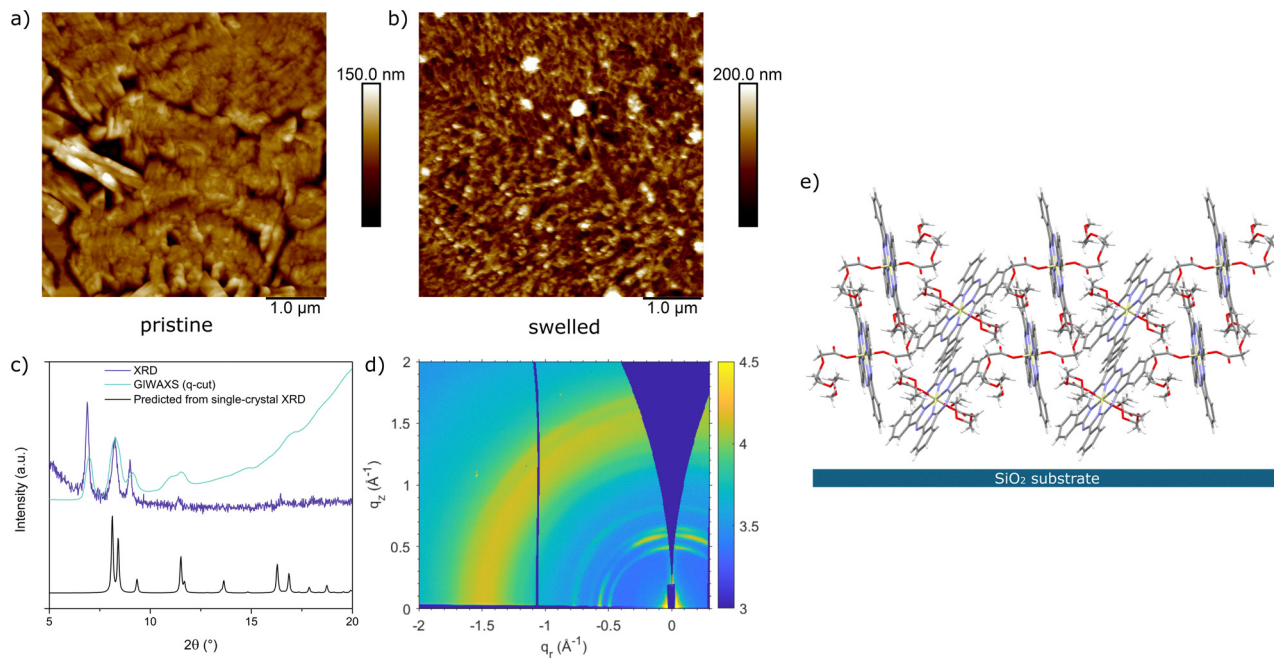 a)
150.0 nm
1.0 μm
pristine
b)
200.0 nm
1.0 μm
swelled
c)
XRD
GIWAXS (q-cut)
Predicted from single-crystal XRD
Intensity (a.u.)
5
10
15
20
2θ (°)
d)
2
1.5
1
0.5
0
q_z (Å⁻¹)
-2
-1.5
-1
-0.5
0
q_r (Å⁻¹)
4.5
4
3.5
3
e)
SiO₂ substrate